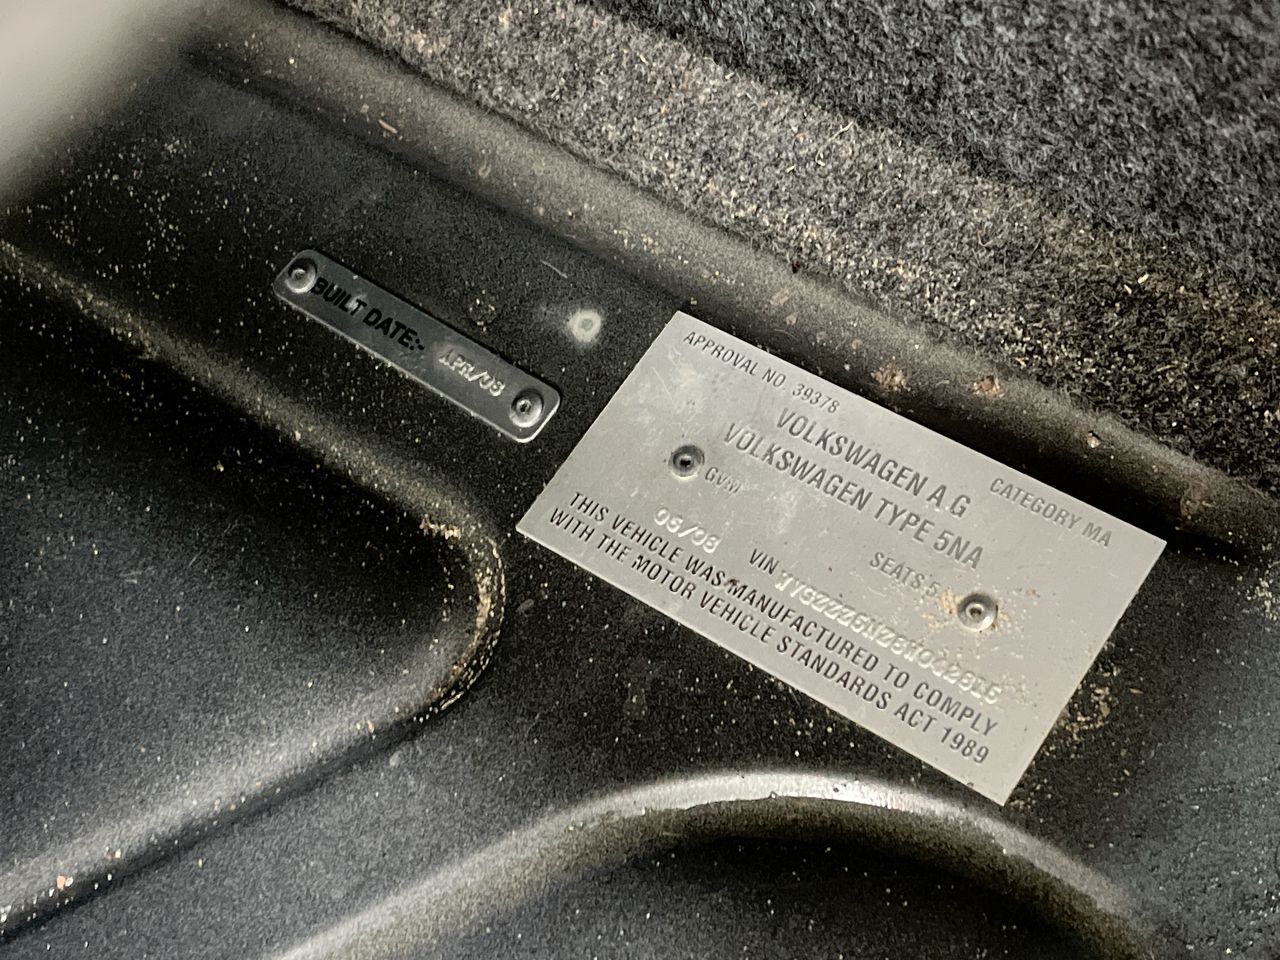 BUILT DATE:- APR/08
APPROVAL NO. 39378
CATEGORY MA
VOLKSWAGEN A G
VOLKSWAGEN TYPE 5NA
GVM
SEATS 5
06/08
VIN
THIS VEHICLE WAS MANUFACTURED TO COMPLY
WITH THE MOTOR VEHICLE STANDARDS ACT 1989